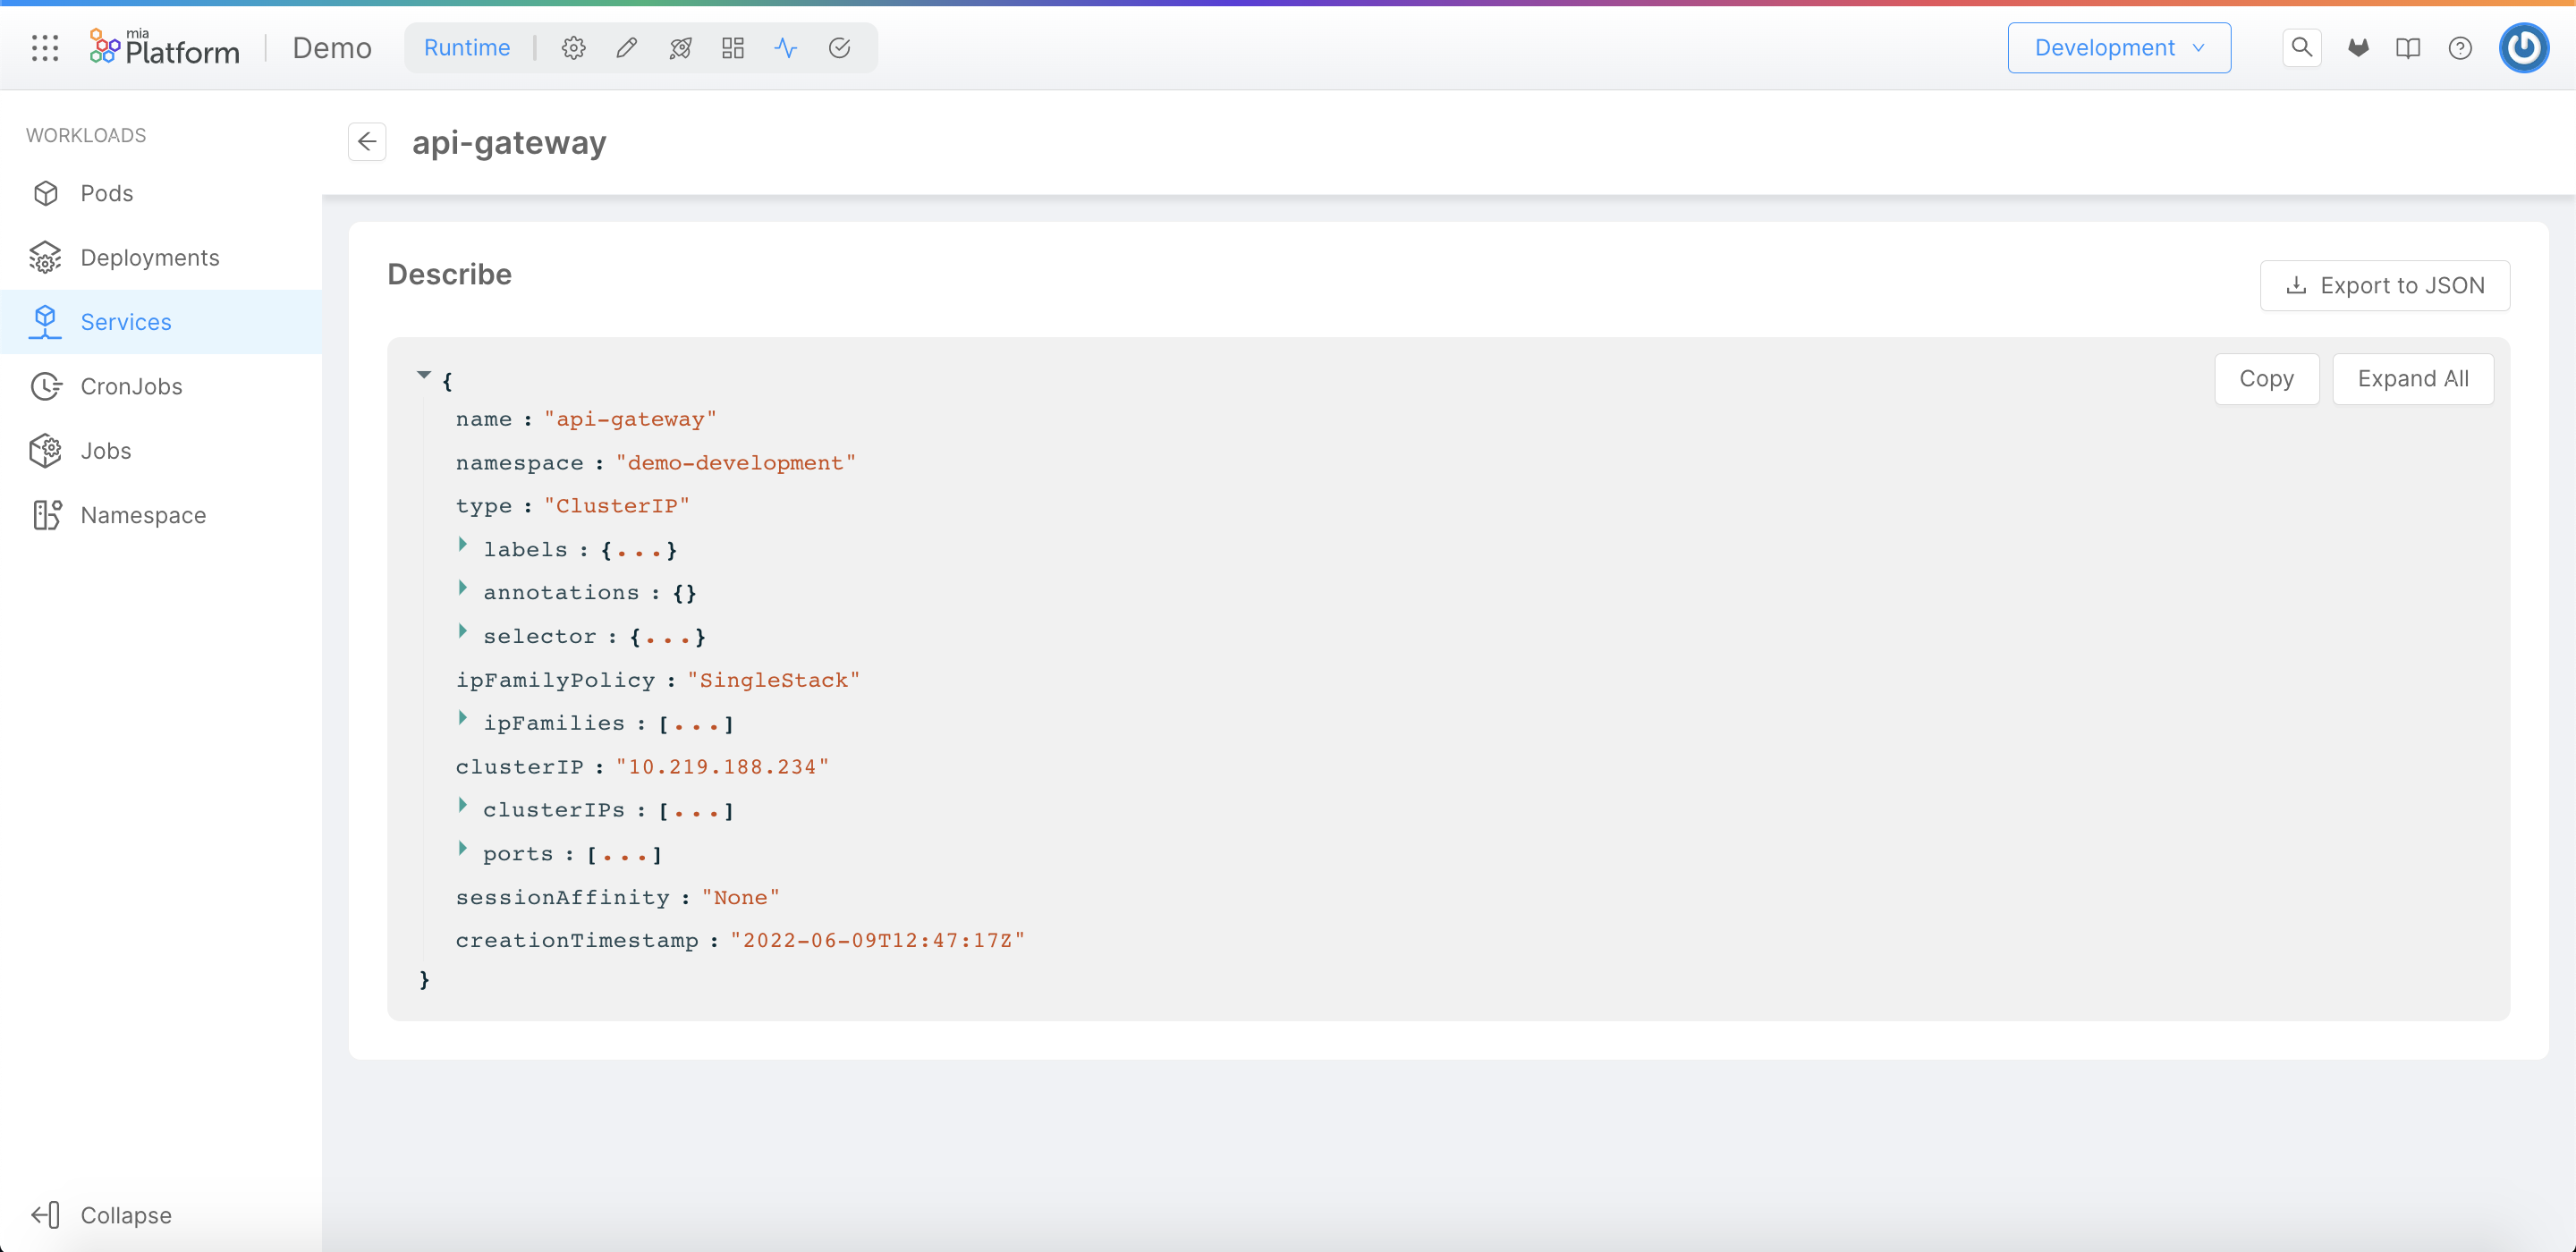 mia
Platform
Demo
Runtime
Development
WORKLOADS
Pods
Deployments
Services
CronJobs
Jobs
Namespace
Collapse
api-gateway
Describe
Export to JSON
Copy
Expand All
{
name : "api-gateway"
namespace : "demo-development"
type : "ClusterIP"
labels : {...}
annotations : {}
selector : {...}
ipFamilyPolicy : "SingleStack"
ipFamilies : [...]
clusterIP : "10.219.188.234"
clusterIPs : [...]
ports : [...]
sessionAffinity : "None"
creationTimestamp : "2022-06-09T12:47:17Z"
}